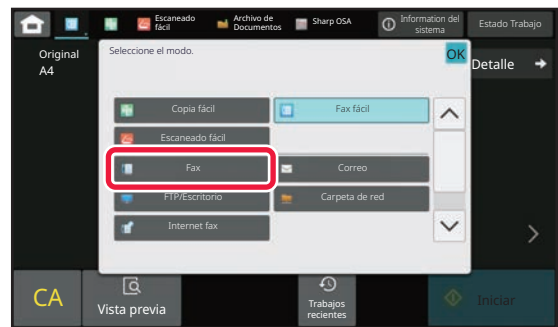 Escaneado
fácil
Archivo de
Documentos
Sharp OSA
Information del
sistema
Estado Trabajo
Original
A4
Seleccione el modo.
OK
Detalle
Copia fácil
Fax fácil
Escaneado fácil
Fax
Correo
FTP/Escritorio
Carpeta de red
Internet fax
CA
Vista previa
Trabajos
recientes
Iniciar